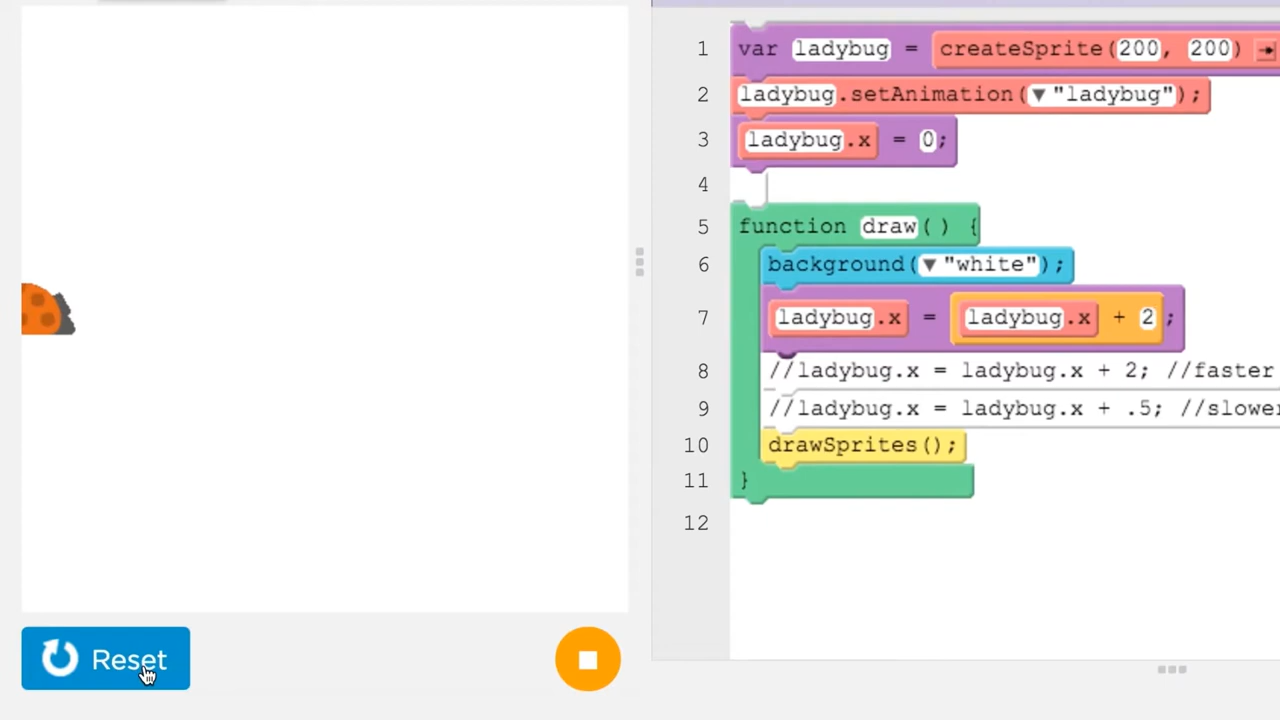 1 var ladybug = createSprite(200, 200)
2 ladybug.setAnimation(▼"ladybug");
3 ladybug.x = 0;
4
5 function draw() {
6 background(▼"white");
7 ladybug.x = ladybug.x + 2;
8 //ladybug.x = ladybug.x + 2; //faster
9 //ladybug.x = ladybug.x + .5; //slower
10 drawSprites();
11 }
12
Reset